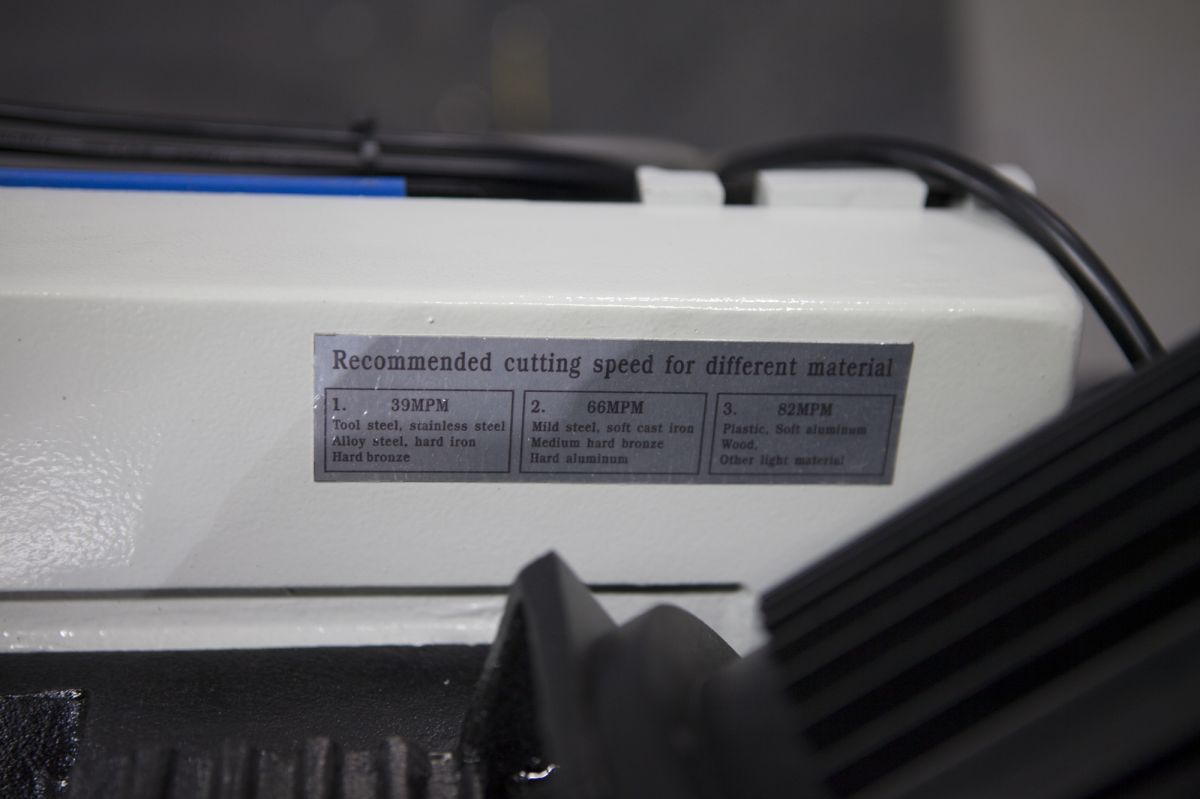 Recommended cutting speed for different material
1. 39MPM
Tool steel, stainless steel
Alloy steel, hard iron
Hard bronze
2. 66MPM
Mild steel, soft cast iron
Medium hard bronze
Hard aluminum
3. 82MPM
Plastic, Soft aluminum
Wood,
Other light material